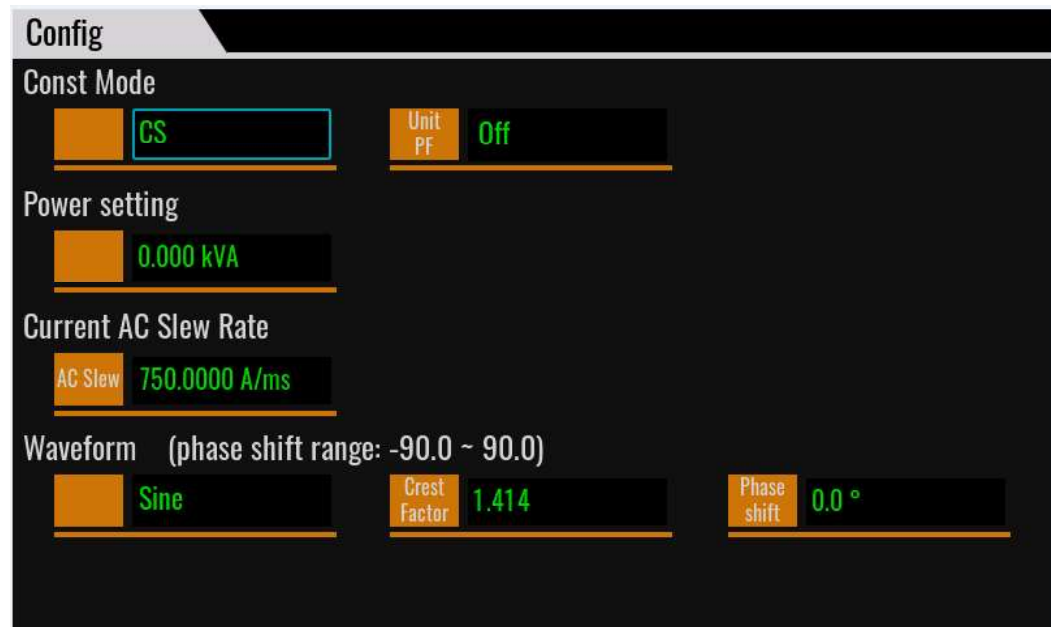 Config
Const Mode
CS
Unit PF
Off
Power setting
0.000 kVA
Current AC Slew Rate
AC Slew
750.0000 A/ms
Waveform (phase shift range: -90.0 ~ 90.0)
Sine
Crest Factor
1.414
Phase shift
0.0 °